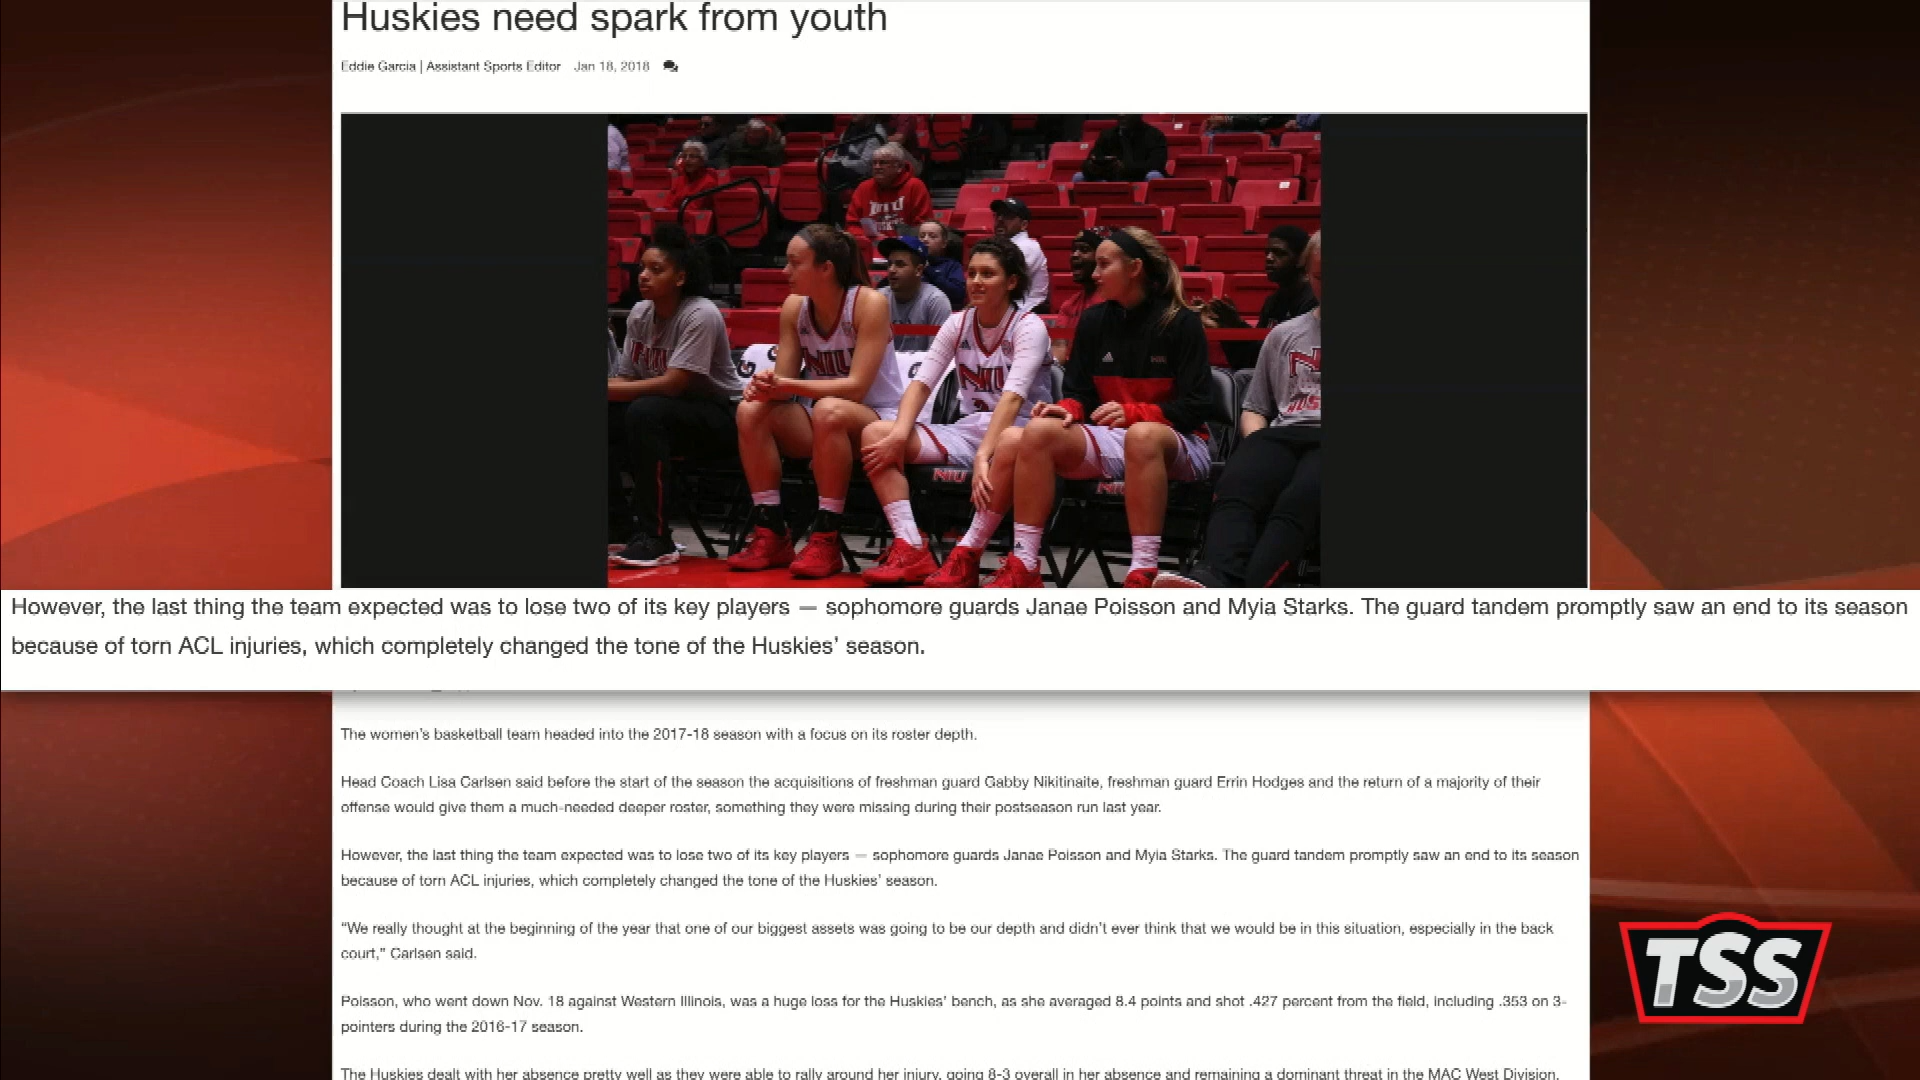 Huskies need spark from youth
Eddie Garcia | Assistant Sports Editor Jan 18, 2018
NIU
NIU
NIU
NIU
NIU
However, the last thing the team expected was to lose two of its key players — sophomore guards Janae Poisson and Myia Starks. The guard tandem promptly saw an end to its season
because of torn ACL injuries, which completely changed the tone of the Huskies’ season.
The women’s basketball team headed into the 2017-18 season with a focus on its roster depth.
Head Coach Lisa Carlsen said before the start of the season the acquisitions of freshman guard Gabby Nikitinaite, freshman guard Errin Hodges and the return of a majority of their
offense would give them a much-needed deeper roster, something they were missing during their postseason run last year.
However, the last thing the team expected was to lose two of its key players — sophomore guards Janae Poisson and Myia Starks. The guard tandem promptly saw an end to its season
because of torn ACL injuries, which completely changed the tone of the Huskies’ season.
“We really thought at the beginning of the year that one of our biggest assets was going to be our depth and didn’t ever think that we would be in this situation, especially in the back
court,” Carlsen said.
Poisson, who went down Nov. 18 against Western Illinois, was a huge loss for the Huskies’ bench, as she averaged 8.4 points and shot .427 percent from the field, including .353 on 3-
pointers during the 2016-17 season.
The Huskies dealt with her absence pretty well as they were able to rally around her injury, going 8-3 overall in her absence and remaining a dominant threat in the MAC West Division.
TSS